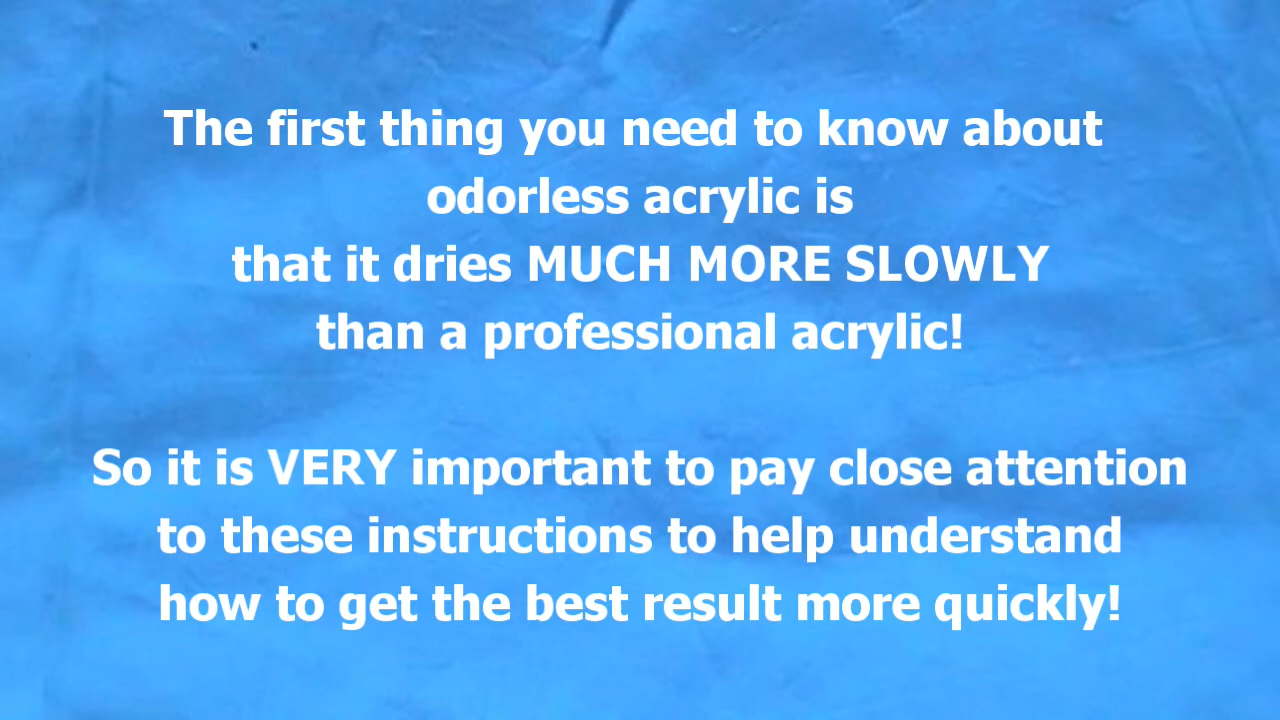 The first thing you need to know about
odorless acrylic is
that it dries MUCH MORE SLOWLY
than a professional acrylic!
So it is VERY important to pay close attention
to these instructions to help understand
how to get the best result more quickly!